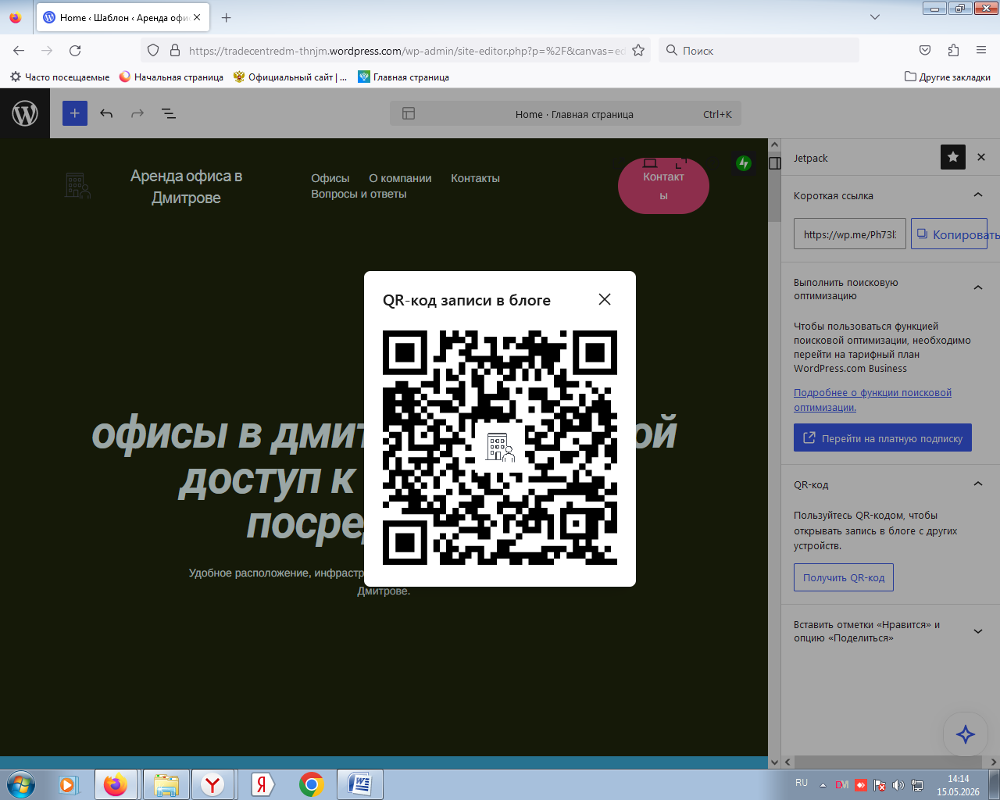 Home ‹ Шаблон ‹ Аренда офи
https://tradecentredm-thnjm.wordpress.com/wp-admin/site-editor.php?p=%2F&canvas=ed
Поиск
Часто посещаемые
Начальная страница
Официальный сайт | ...
Главная страница
Другие закладки
Home · Главная страница
Ctrl+K
Аренда офиса в
Дмитрове
Офисы
О компании
Контакты
Вопросы и ответы
Контакт
ы
офисы в дмит
ой
доступ к
посре
Удобное расположение, инфрастр
Дмитрове.
QR-код записи в блоге
Jetpack
Короткая ссылка
https://wp.me/Ph73l
Копировать
Выполнить поисковую
оптимизацию
Чтобы пользоваться функцией
поисковой оптимизации, необходимо
перейти на тарифный план
WordPress.com Business
Подробнее о функции поисковой
оптимизации.
Перейти на платную подписку
QR-код
Пользуйтесь QR-кодом, чтобы
открывать запись в блоге с других
устройств.
Получить QR-код
Вставить отметки «Нравится» и
опцию «Поделиться»
RU
DM
14:14
15.05.2026